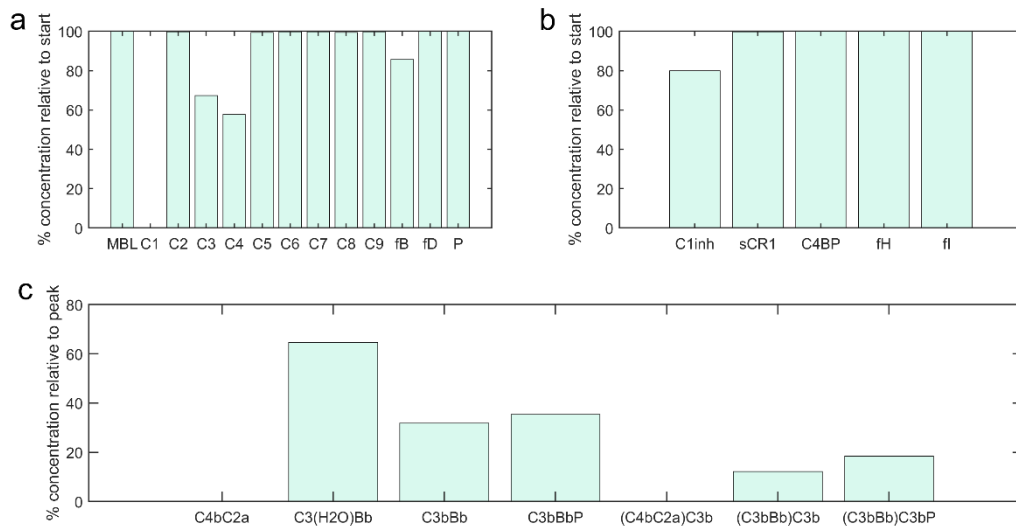 a
% concentration relative to start
100
80
60
40
20
0
MBL C1 C2 C3 C4 C5 C6 C7 C8 C9 fB fD P
b
% concentration relative to start
100
80
60
40
20
0
C1inh sCR1 C4BP fH fI
c
% concentration relative to peak
80
60
40
20
0
C4bC2a C3(H2O)Bb C3bBb C3bBbP (C4bC2a)C3b (C3bBb)C3b (C3bBb)C3bP